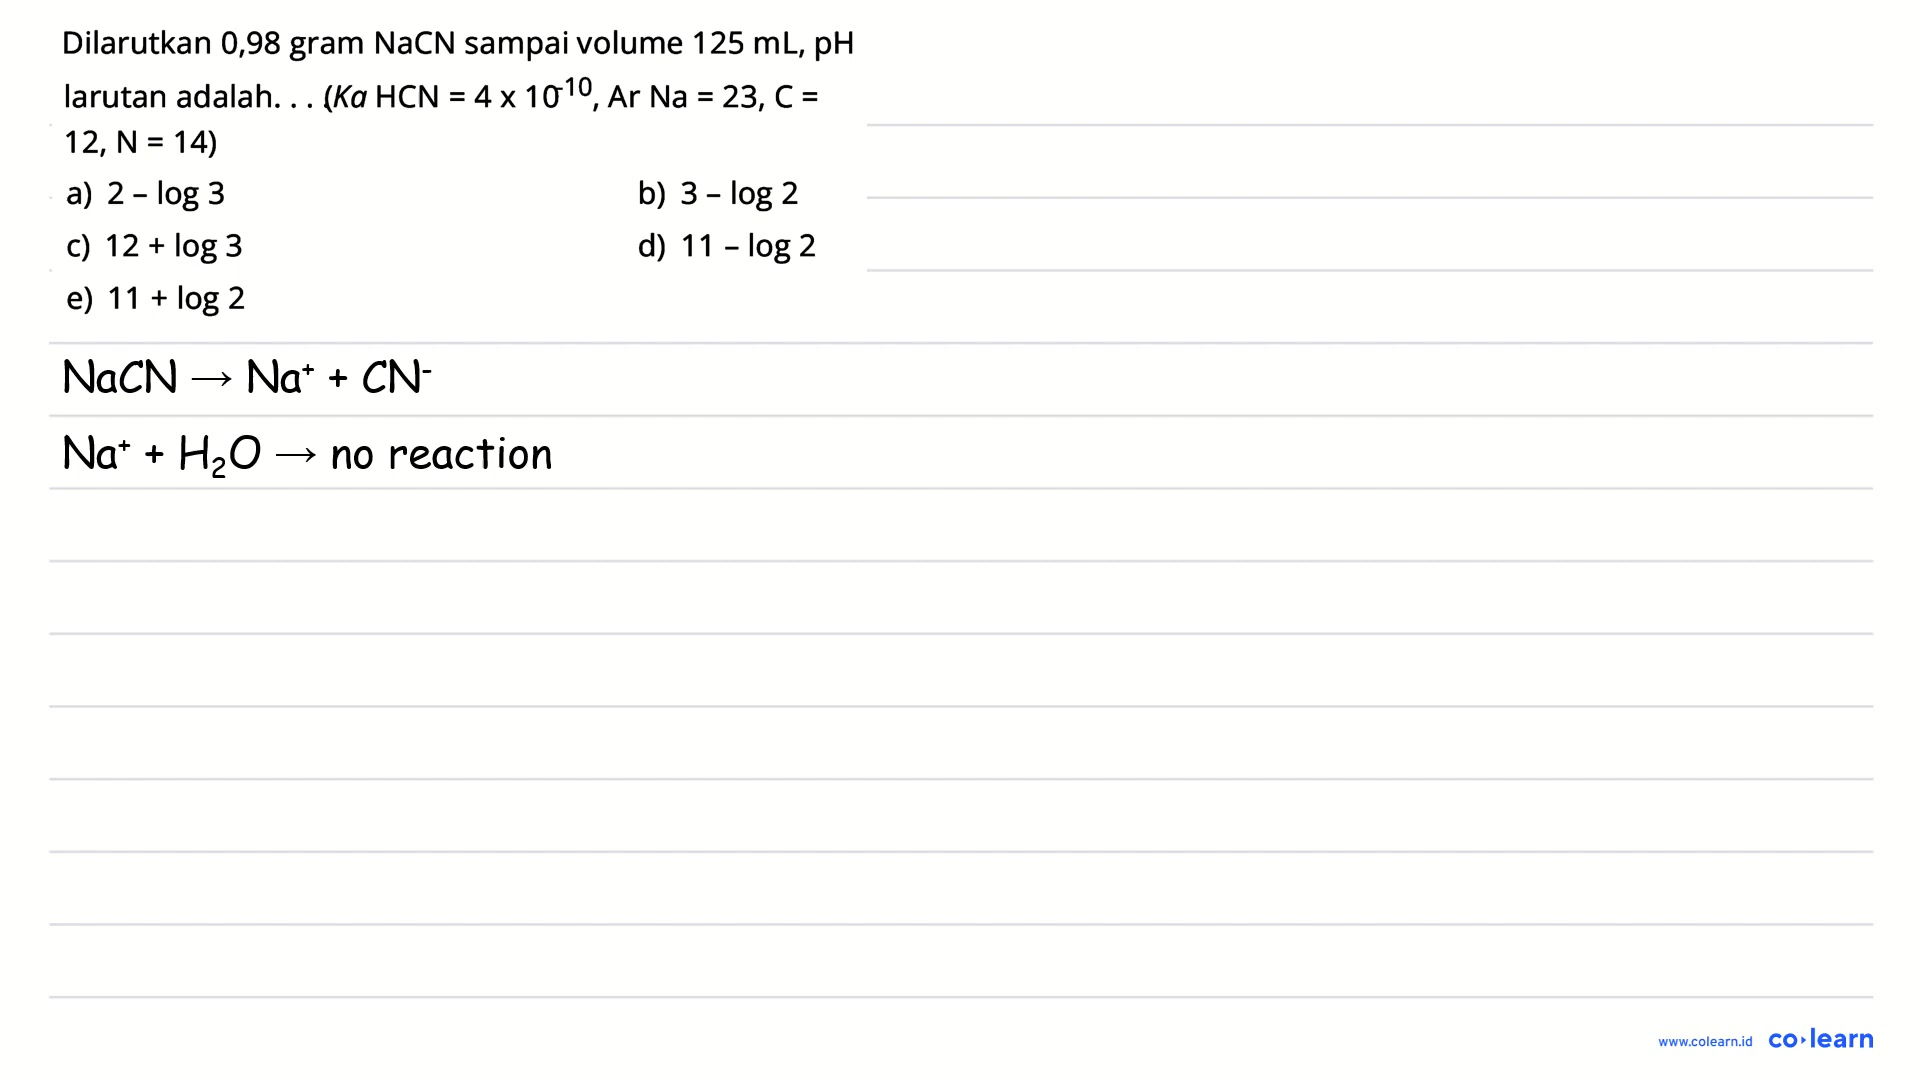 Dilarutkan 0,98 gram NaCN sampai volume 125 mL, pH
larutan adalah. . . (Ka HCN = 4 x 10⁻¹⁰, Ar Na = 23, C =
12, N = 14)
a) 2 – log 3
b) 3 – log 2
c) 12 + log 3
d) 11 – log 2
e) 11 + log 2
NaCN → Na⁺ + CN⁻
Na⁺ + H₂O → no reaction
www.colearn.id co learn